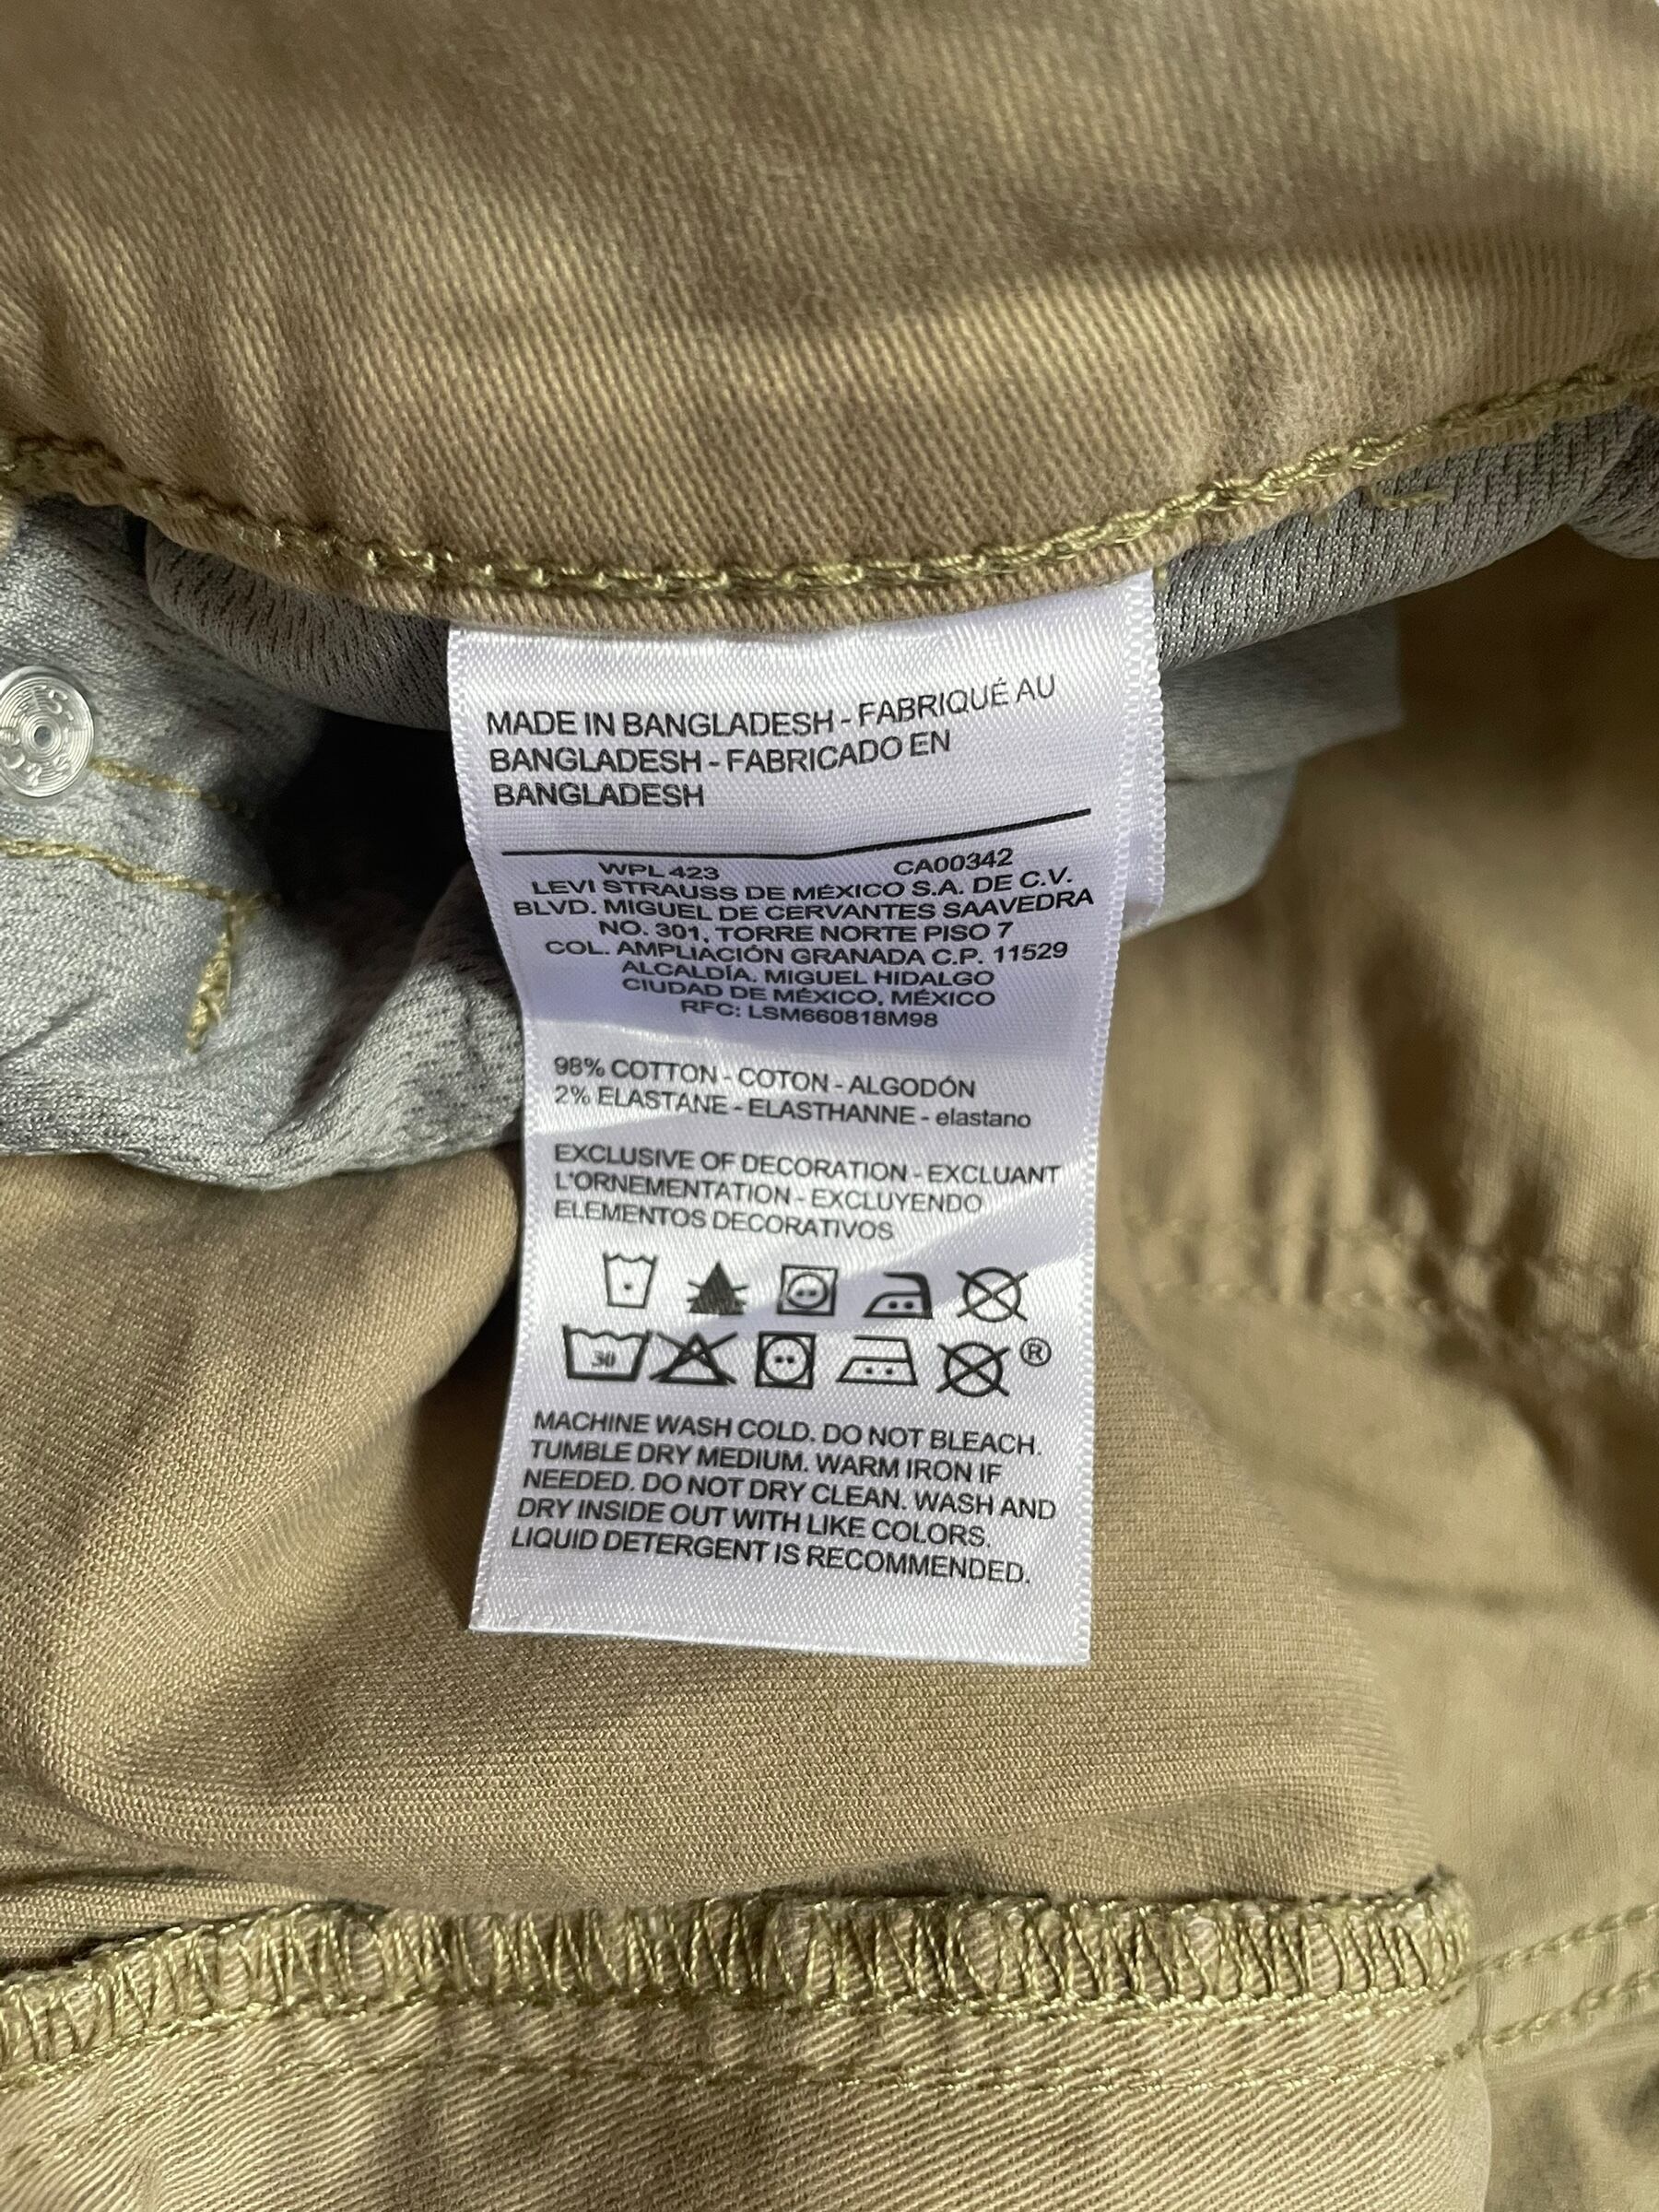 MADE IN BANGLADESH - FABRIQUÉ AU
BANGLADESH - FABRICADO EN
BANGLADESH
WPL 423 CA00342
LEVI STRAUSS DE MÉXICO S.A. DE C.V.
BLVD. MIGUEL DE CERVANTES SAAVEDRA
NO. 301, TORRE NORTE PISO 7
COL. AMPLIACIÓN GRANADA C.P. 11529
ALCALDÍA. MIGUEL HIDALGO
CIUDAD DE MÉXICO, MÉXICO
RFC: LSM660818M98
98% COTTON - COTON - ALGODÓN
2% ELASTANE - ELASTHANNE - elastano
EXCLUSIVE OF DECORATION - EXCLUANT
L'ORNEMENTATION - EXCLUYENDO
ELEMENTOS DECORATIVOS
30 ®
MACHINE WASH COLD. DO NOT BLEACH.
TUMBLE DRY MEDIUM. WARM IRON IF
NEEDED. DO NOT DRY CLEAN. WASH AND
DRY INSIDE OUT WITH LIKE COLORS.
LIQUID DETERGENT IS RECOMMENDED.